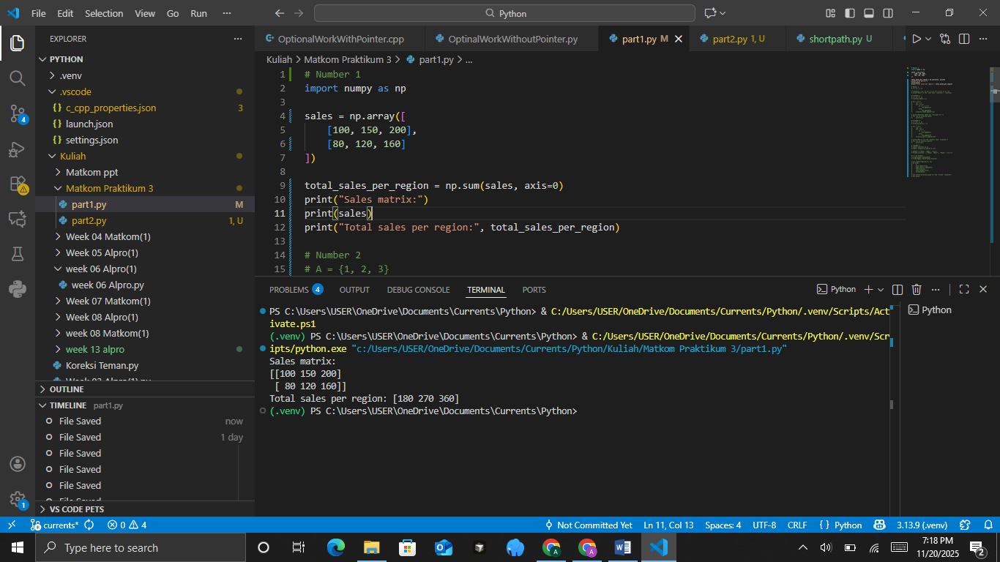 File Edit Selection View Go Run ···
Python
EXPLORER ···
PYTHON
.venv
.vscode
c_cpp_properties.json 3
launch.json
settings.json
Kuliah
Matkom ppt
Matkom Praktikum 3
part1.py M
part2.py 1, U
Week 04 Matkom(1)
Week 05 Alpro(1)
week 06 Alpro(1)
week 06 Alpro.py
Week 07 Matkom(1)
Week 08 Alpro(1)
week 08 Matkom(1)
week 13 alpro
Koreksi Teman.py
OUTLINE
TIMELINE part1.py
File Saved now
File Saved 1 day
File Saved
File Saved
File Saved
VS CODE PETS
OptionalWorkWithPointer.cpp OptinalWorkWithoutPointer.py part1.py M part2.py 1, U shortpath.py U
Kuliah > Matkom Praktikum 3 > part1.py > ...
1 # Number 1
2 import numpy as np
3
4 sales = np.array([
5 [100, 150, 200],
6 [80, 120, 160]
7 ])
8
9 total_sales_per_region = np.sum(sales, axis=0)
10 print("Sales matrix:")
11 print(sales)
12 print("Total sales per region:", total_sales_per_region)
13
14 # Number 2
15 # A = {1, 2, 3}
PROBLEMS 4 OUTPUT DEBUG CONSOLE TERMINAL PORTS
Python
PS C:\Users\USER\OneDrive\Documents\Currents\Python> & C:/Users/USER/OneDrive/Documents/Currents/Python/.venv/Scripts/Act
ivate.ps1
(.venv) PS C:\Users\USER\OneDrive\Documents\Currents\Python> & C:/Users/USER/OneDrive/Documents/Currents/Python/.venv/Scr
ipts/python.exe "c:/Users/USER/OneDrive/Documents/Currents/Python/Kuliah/Matkom Praktikum 3/part1.py"
Sales matrix:
[[100 150 200]
[ 80 120 160]]
Total sales per region: [180 270 360]
(.venv) PS C:\Users\USER\OneDrive\Documents\Currents\Python>
Python
4
1
currents* 0 4 Not Committed Yet Ln 11, Col 13 Spaces: 4 UTF-8 CRLF { } Python 3.13.9 (.venv)
Type here to search
7:18 PM
11/20/2025
2